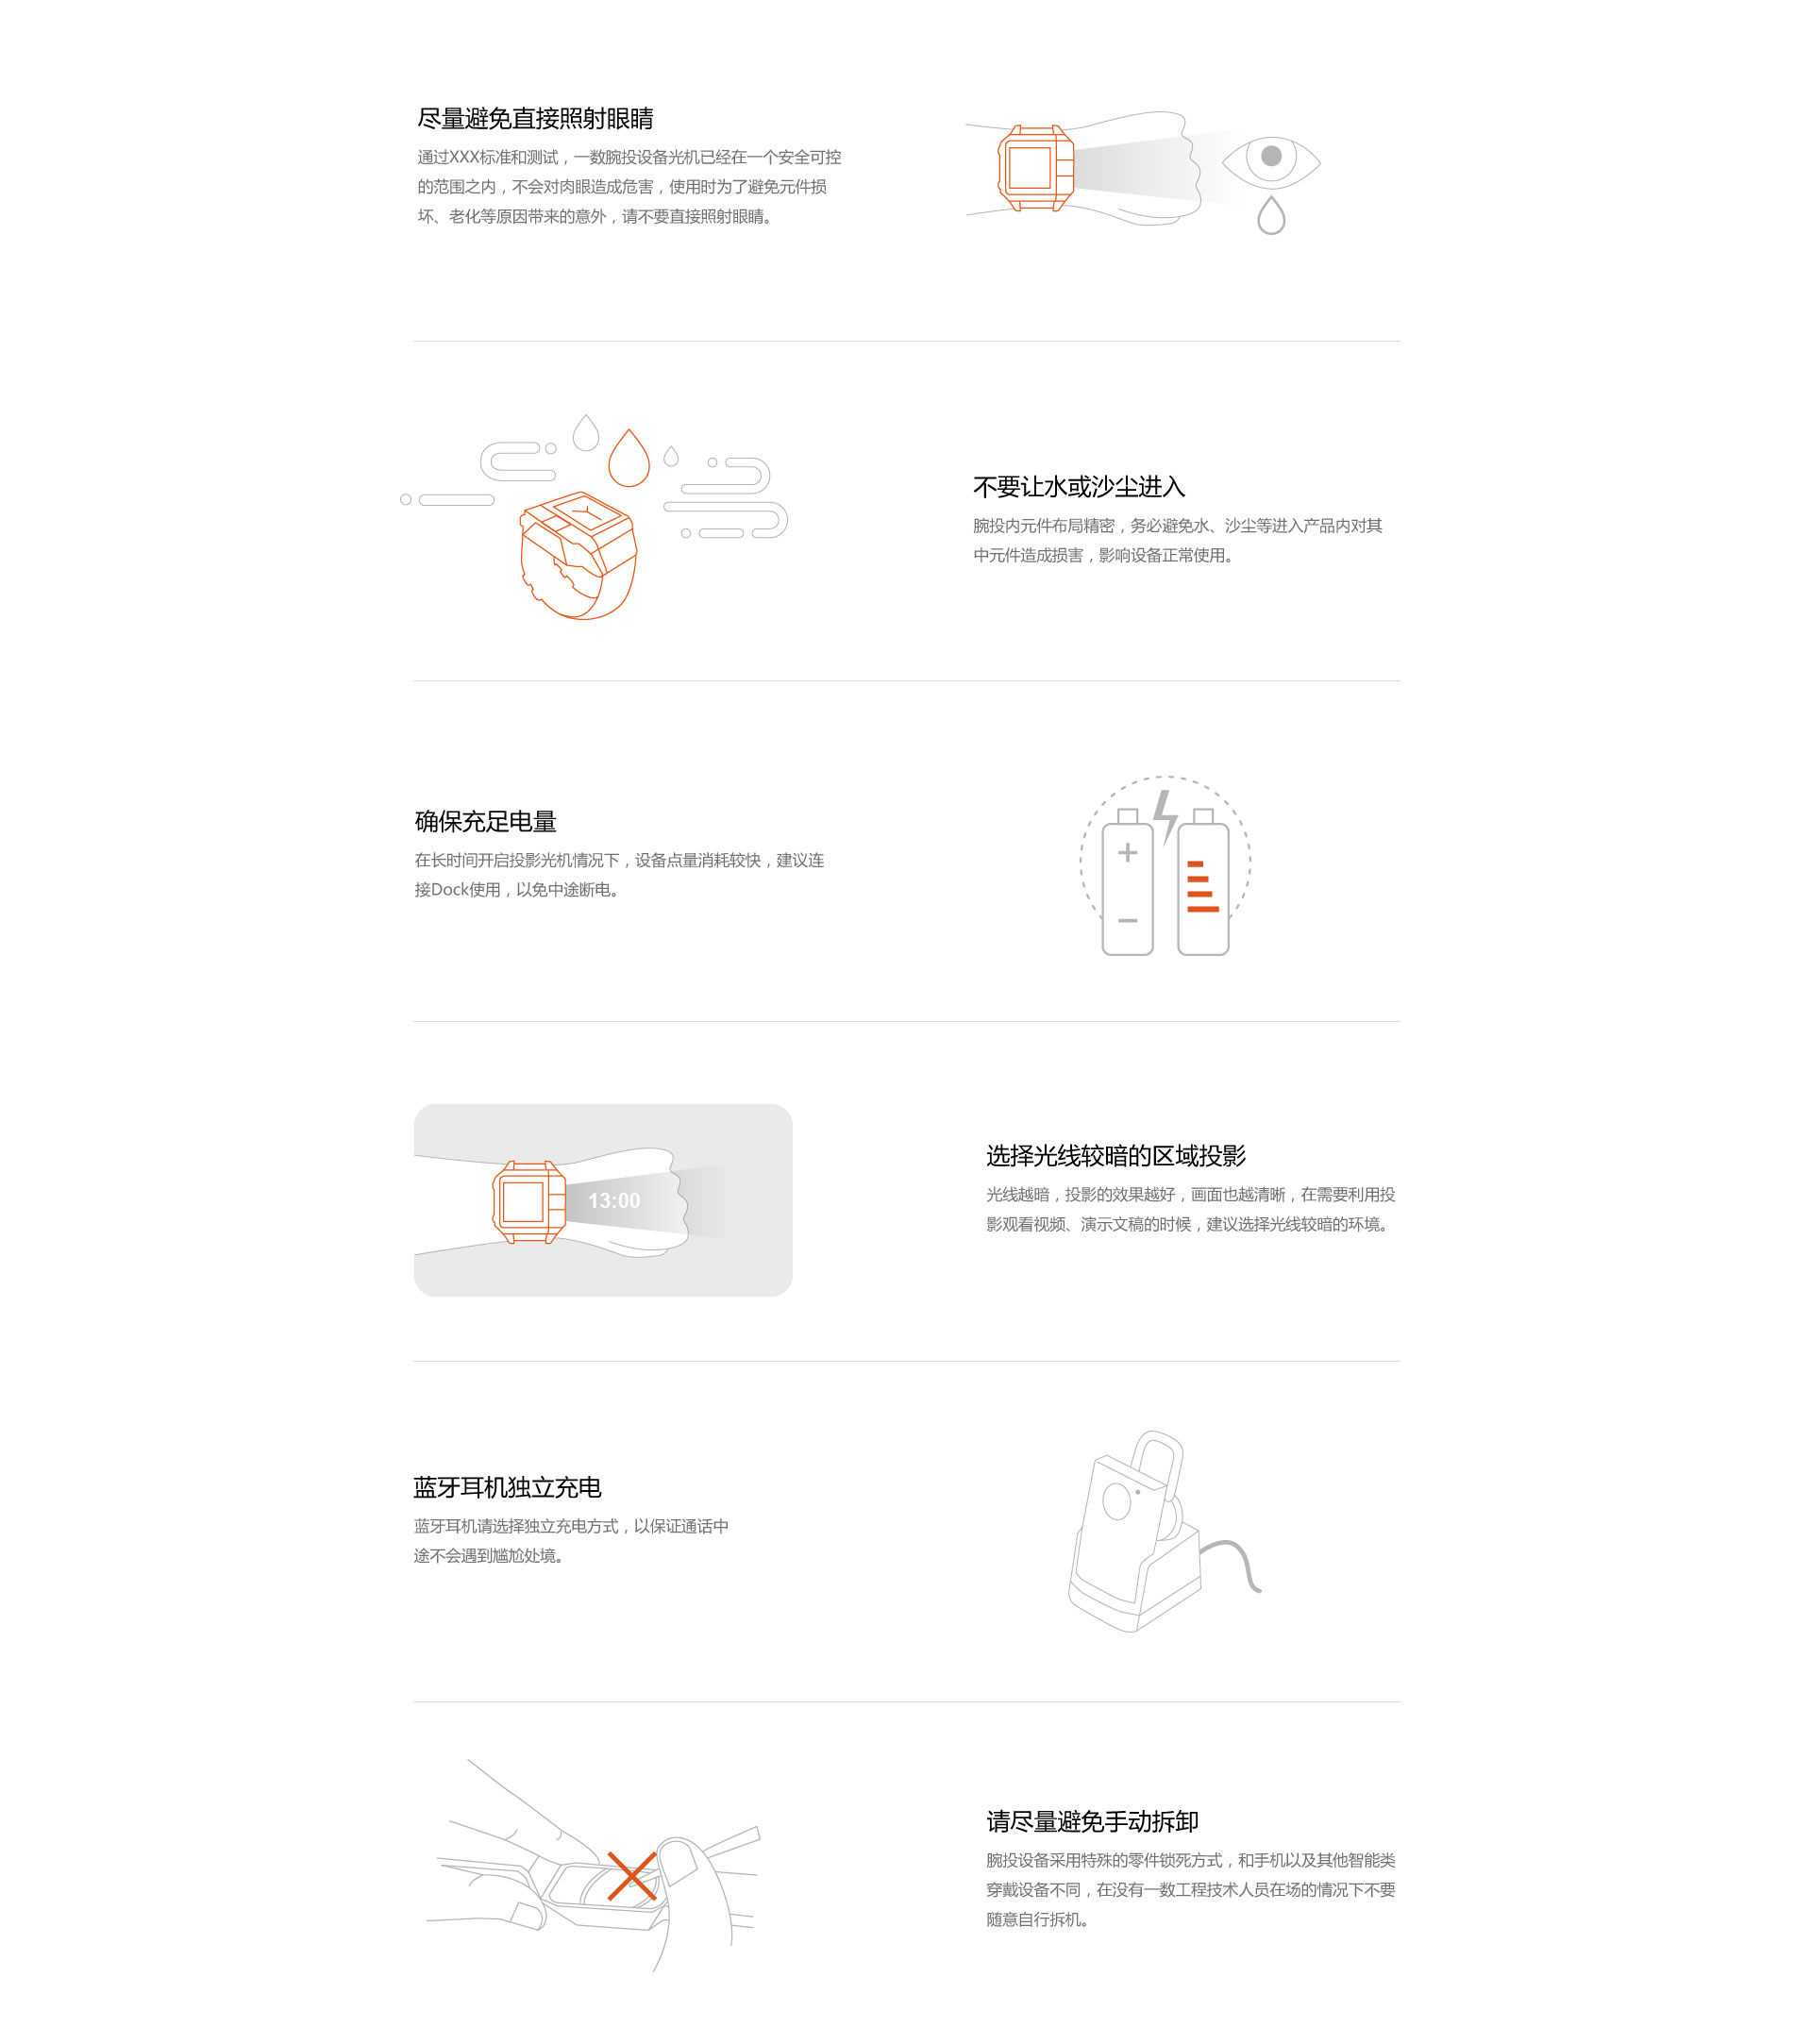 尽量避免直接照射眼睛
通过XXX标准和测试，一数腕投设备光机已经在一个安全可控
的范围之内，不会对肉眼造成危害，使用时为了避免元件损
坏、老化等原因带来的意外，请不要直接照射眼睛。
不要让水或沙尘进入
腕投内元件布局精密，务必避免水、沙尘等进入产品内对其
中元件造成损害，影响设备正常使用。
确保充足电量
在长时间开启投影光机情况下，设备点量消耗较快，建议连
接Dock使用，以免中途断电。
+
−
13:00
选择光线较暗的区域投影
光线越暗，投影的效果越好，画面也越清晰，在需要利用投
影观看视频、演示文稿的时候，建议选择光线较暗的环境。
蓝牙耳机独立充电
蓝牙耳机请选择独立充电方式，以保证通话中
途不会遇到尴尬处境。
请尽量避免手动拆卸
腕投设备采用特殊的零件锁死方式，和手机以及其他智能类
穿戴设备不同，在没有一数工程技术人员在场的情况下不要
随意自行拆机。